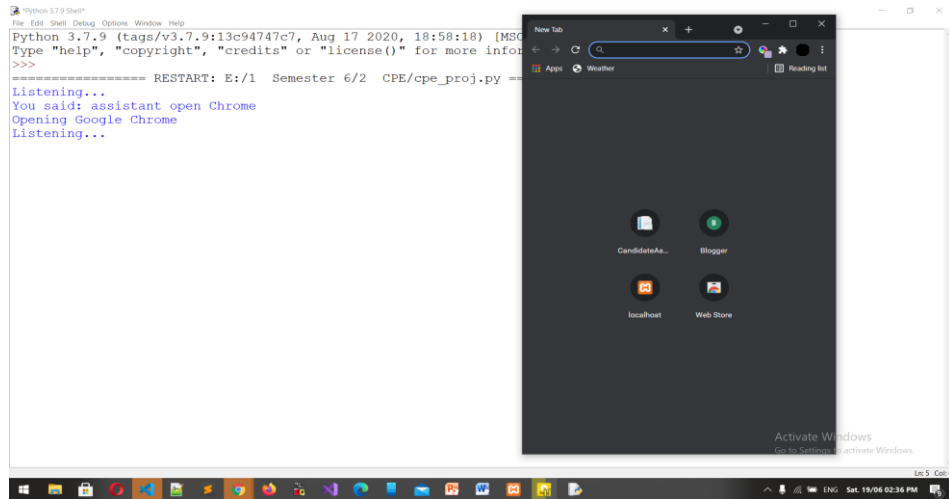 *Python 3.7.9 Shell*
File Edit Shell Debug Options Window Help
Python 3.7.9 (tags/v3.7.9:13c94747c7, Aug 17 2020, 18:58:18) [MSC
Type "help", "copyright", "credits" or "license()" for more infor
>>>
================= RESTART: E:/1 Semester 6/2 CPE/cpe_proj.py ==
Listening...
You said: assistant open Chrome
Opening Google Chrome
Listening...
New Tab
Apps Weather Reading list
CandidateAs... Blogger
localhost Web Store
Activate Windows
Go to Settings to activate Windows.
Ln: 5 Col:
ENG Sat. 19/06 02:36 PM